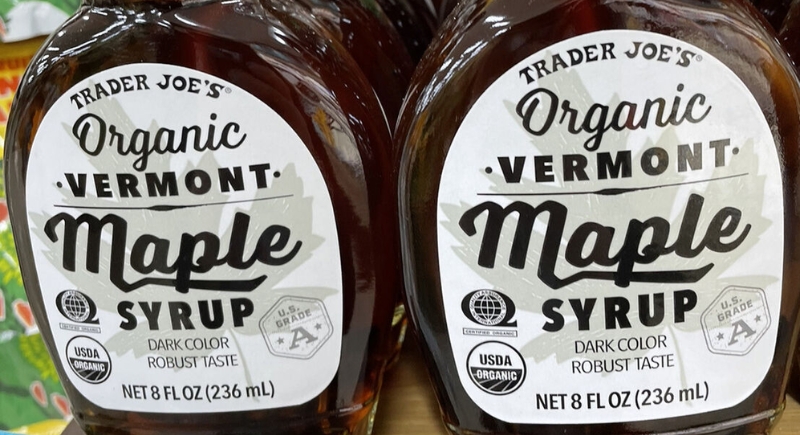 TRADER JOE'S®
Organic
·VERMONT·
Maple
SYRUP
CERTIFIED ORGANIC
U.S.
GRADE
A
DARK COLOR
ROBUST TASTE
USDA
ORGANIC
NET 8 FL OZ (236 mL)
TRADER JOE'S®
Organic
·VERMONT·
Maple
SYRUP
CERTIFIED ORGANIC
U.S.
GRADE
A
DARK COLOR
ROBUST TASTE
USDA
ORGANIC
NET 8 FL OZ (236 mL)